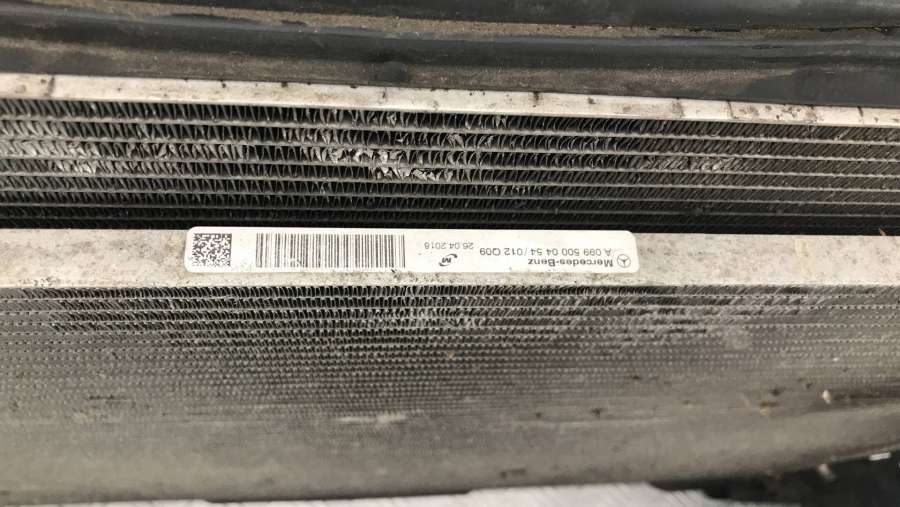 Mercedes-Benz
A 099 500 04 54 / 012 Q09
M
26.04.2018